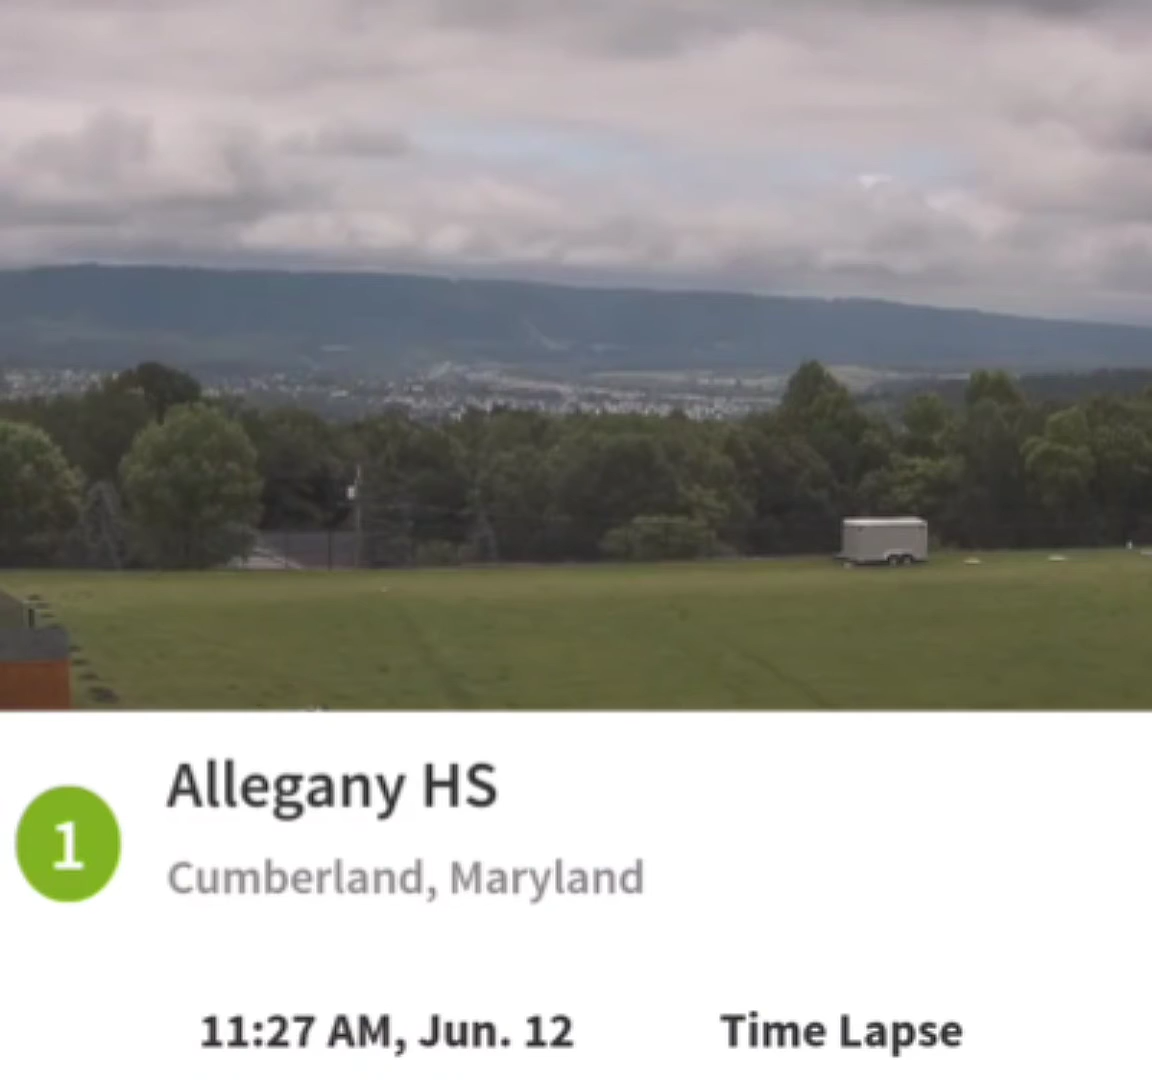 Allegany HS
1
Cumberland, Maryland
11:27 AM, Jun. 12
Time Lapse